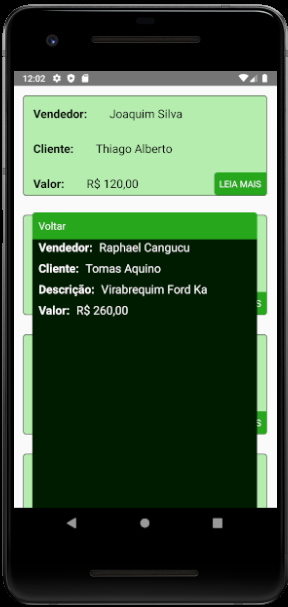 12:02
Vendedor: Joaquim Silva
Cliente: Thiago Alberto
Valor: R$ 120,00
LEIA MAIS
Voltar
Vendedor: Raphael Cangucu
Cliente: Tomas Aquino
Descrição: Virabrequim Ford Ka
Valor: R$ 260,00